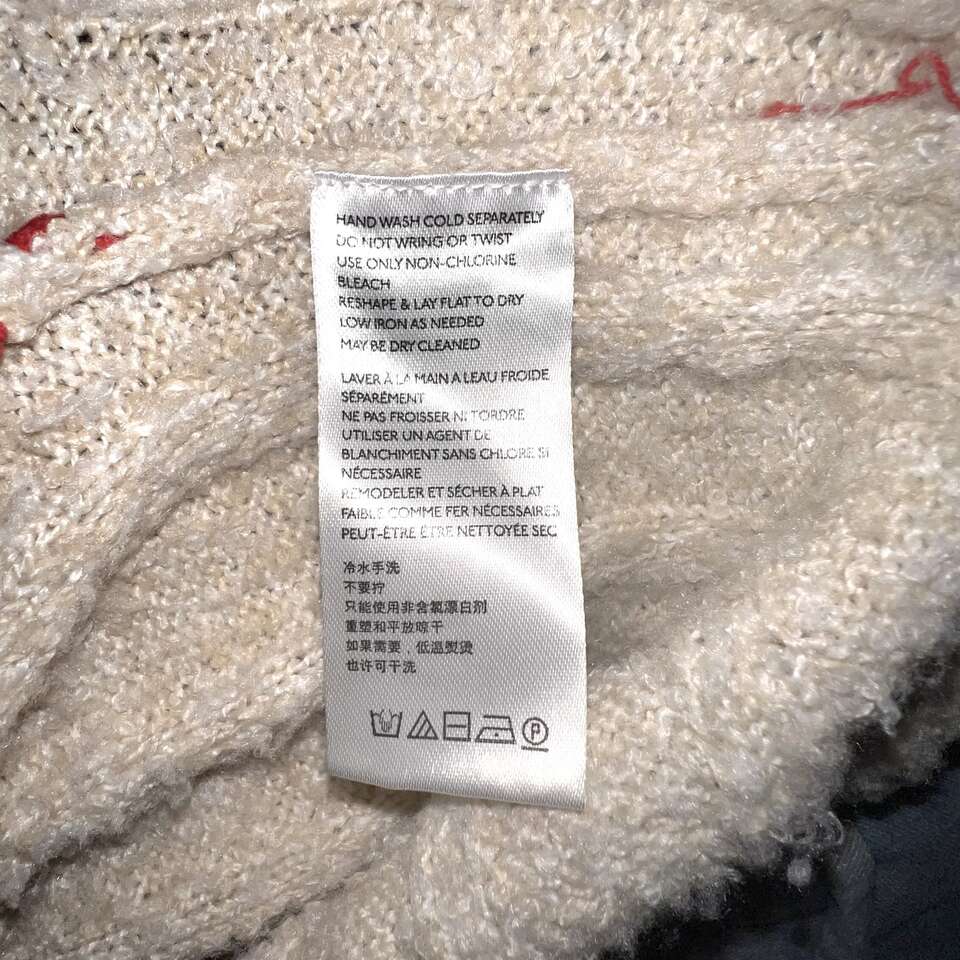 HAND WASH COLD SEPARATELY
DO NOT WRING OR TWIST
USE ONLY NON-CHLORINE
BLEACH
RESHAPE & LAY FLAT TO DRY
LOW IRON AS NEEDED
MAY BE DRY CLEANED
LAVER À LA MAIN A LEAU FROIDE
SÉPARÉMENT
NE PAS FROISSER NI TORDRE
UTILISER UN AGENT DE
BLANCHIMENT SANS CHLORE SI
NÉCESSAIRE
REMODELER ET SÉCHER À PLAT
FAIBLE COMME FER NÉCESSAIRES
PEUT-ÊTRE ÊTRE NETTOYÉE SEC
冷水手洗
不要拧
只能使用非含氯漂白剂
重塑和平放晾干
如果需要，低温熨烫
也许可干洗
P